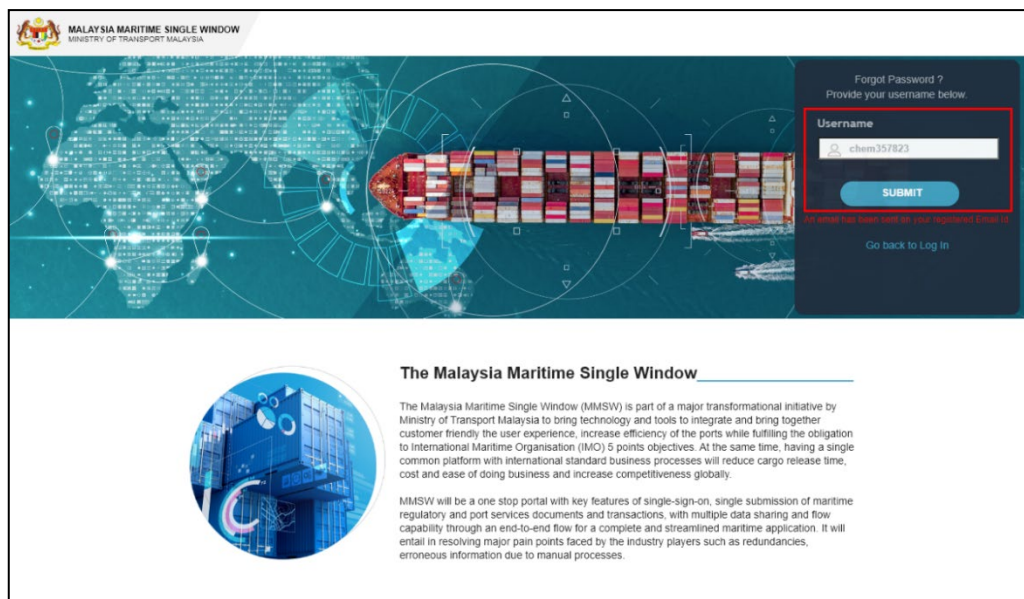 MALAYSIA MARITIME SINGLE WINDOW
MINISTRY OF TRANSPORT MALAYSIA
Forgot Password ?
Provide your username below.
Username
chem357823
SUBMIT
An email has been sent on your registered Email id
Go back to Log In
The Malaysia Maritime Single Window
The Malaysia Maritime Single Window (MMSW) is part of a major transformational initiative by
Ministry of Transport Malaysia to bring technology and tools to integrate and bring together
customer friendly the user experience, increase efficiency of the ports while fulfilling the obligation
to International Maritime Organisation (IMO) 5 points objectives. At the same time, having a single
common platform with international standard business processes will reduce cargo release time,
cost and ease of doing business and increase competitiveness globally.
MMSW will be a one stop portal with key features of single-sign-on, single submission of maritime
regulatory and port services documents and transactions, with multiple data sharing and flow
capability through an end-to-end flow for a complete and streamlined maritime application. It will
entail in resolving major pain points faced by the industry players such as redundancies,
erroneous information due to manual processes.